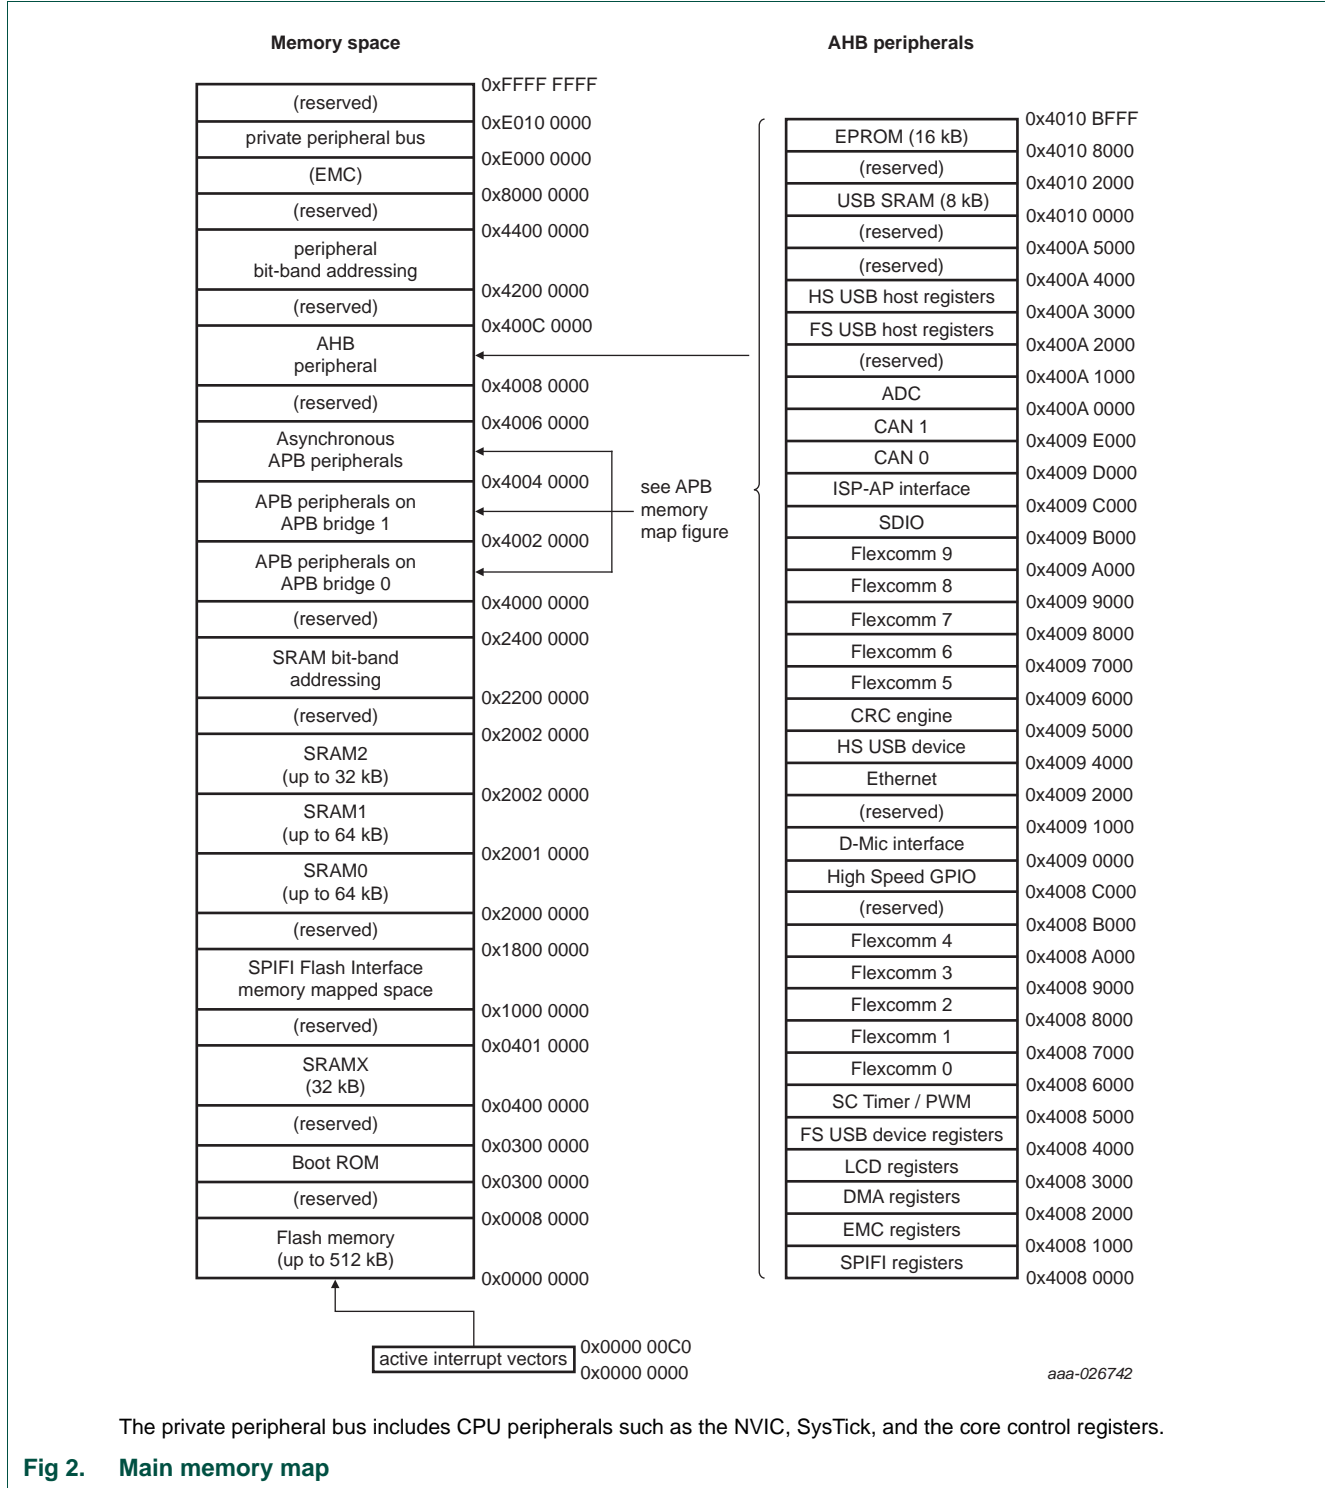 Memory space
0xFFFF FFFF
(reserved)
0xE010 0000
private peripheral bus
0xE000 0000
(EMC)
0x8000 0000
(reserved)
0x4400 0000
peripheral
bit-band addressing
0x4200 0000
(reserved)
0x400C 0000
AHB
peripheral
0x4008 0000
(reserved)
0x4006 0000
Asynchronous
APB peripherals
0x4004 0000
APB peripherals on
APB bridge 1
0x4002 0000
APB peripherals on
APB bridge 0
0x4000 0000
(reserved)
0x2400 0000
SRAM bit-band
addressing
0x2200 0000
(reserved)
0x2002 0000
SRAM2
(up to 32 kB)
0x2002 0000
SRAM1
(up to 64 kB)
0x2001 0000
SRAM0
(up to 64 kB)
0x2000 0000
(reserved)
0x1800 0000
SPIFI Flash Interface
memory mapped space
0x1000 0000
(reserved)
0x0401 0000
SRAMX
(32 kB)
0x0400 0000
(reserved)
0x0300 0000
Boot ROM
0x0300 0000
(reserved)
0x0008 0000
Flash memory
(up to 512 kB)
0x0000 0000
see APB
memory
map figure
0x0000 00C0
active interrupt vectors
0x0000 0000
AHB peripherals
0x4010 BFFF
EPROM (16 kB)
0x4010 8000
(reserved)
0x4010 2000
USB SRAM (8 kB)
0x4010 0000
(reserved)
0x400A 5000
(reserved)
0x400A 4000
HS USB host registers
0x400A 3000
FS USB host registers
0x400A 2000
(reserved)
0x400A 1000
ADC
0x400A 0000
CAN 1
0x4009 E000
CAN 0
0x4009 D000
ISP-AP interface
0x4009 C000
SDIO
0x4009 B000
Flexcomm 9
0x4009 A000
Flexcomm 8
0x4009 9000
Flexcomm 7
0x4009 8000
Flexcomm 6
0x4009 7000
Flexcomm 5
0x4009 6000
CRC engine
0x4009 5000
HS USB device
0x4009 4000
Ethernet
0x4009 2000
(reserved)
0x4009 1000
D-Mic interface
0x4009 0000
High Speed GPIO
0x4008 C000
(reserved)
0x4008 B000
Flexcomm 4
0x4008 A000
Flexcomm 3
0x4008 9000
Flexcomm 2
0x4008 8000
Flexcomm 1
0x4008 7000
Flexcomm 0
0x4008 6000
SC Timer / PWM
0x4008 5000
FS USB device registers
0x4008 4000
LCD registers
0x4008 3000
DMA registers
0x4008 2000
EMC registers
0x4008 1000
SPIFI registers
0x4008 0000
aaa-026742
The private peripheral bus includes CPU peripherals such as the NVIC, SysTick, and the core control registers.
Fig 2. Main memory map